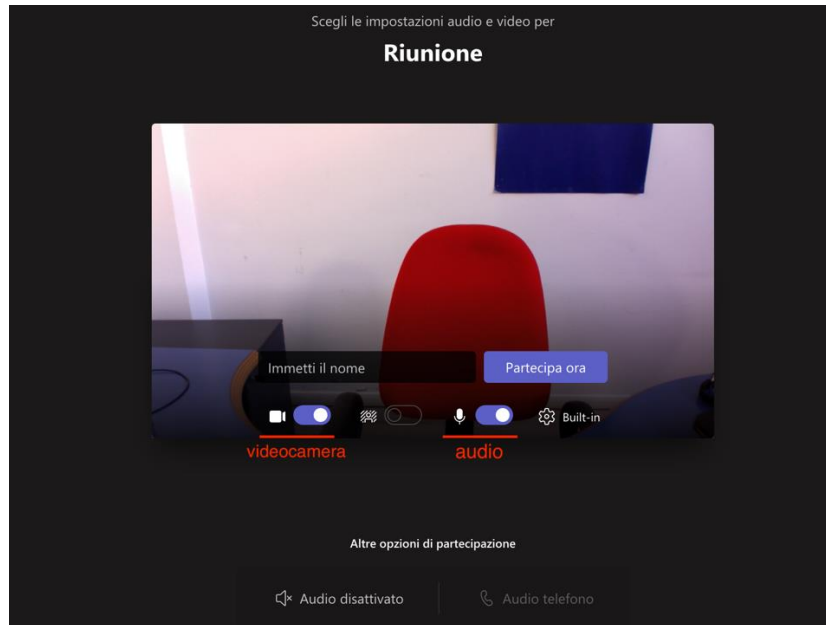 Scegli le impostazioni audio e video per
Riunione
Immetti il nome
Partecipa ora
Built-in
videocamera
audio
Altre opzioni di partecipazione
Audio disattivato
Audio telefono